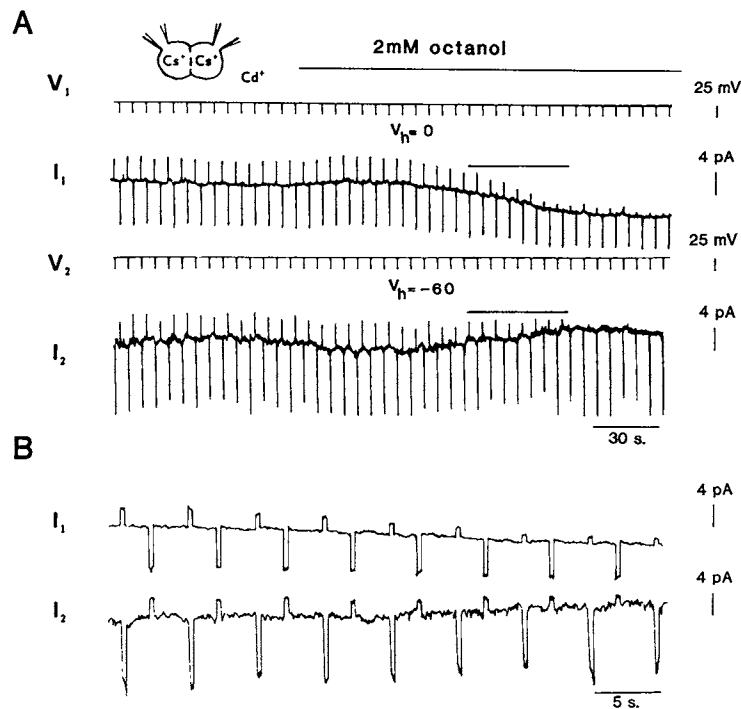 A
2mM octanol
Cs⁺ Cs⁺
Cd⁺
V₁
25 mV
Vₕ= 0
I₁
4 pA
25 mV
V₂
Vₕ= -60
4 pA
I₂
30 s.
B
4 pA
I₁
4 pA
I₂
5 s.